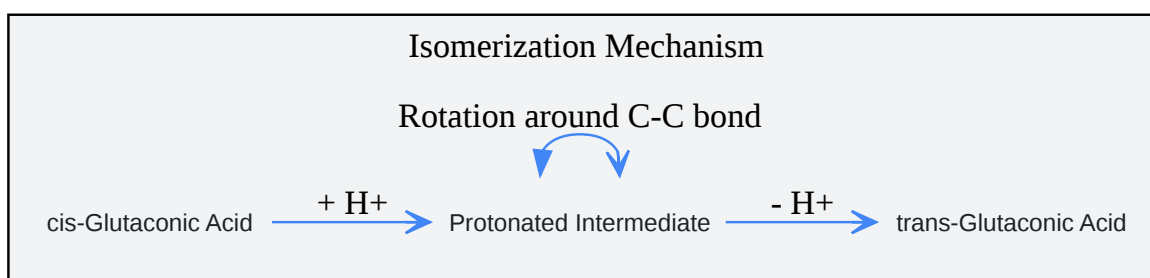 Isomerization Mechanism
Rotation around C-C bond
+ H+
- H+
cis-Glutaconic Acid
Protonated Intermediate
trans-Glutaconic Acid